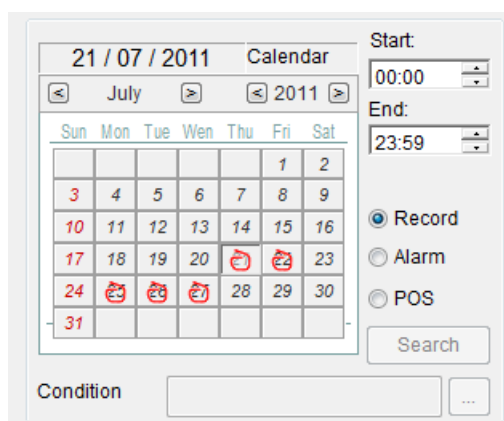 21 / 07 / 2011 Calendar
< July > < 2011 >
Sun Mon Tue Wen Thu Fri Sat
1 2
3 4 5 6 7 8 9
10 11 12 13 14 15 16
17 18 19 20 21 22 23
24 25 26 27 28 29 30
31
Start:
00:00
End:
23:59
Record
Alarm
POS
Search
Condition ...